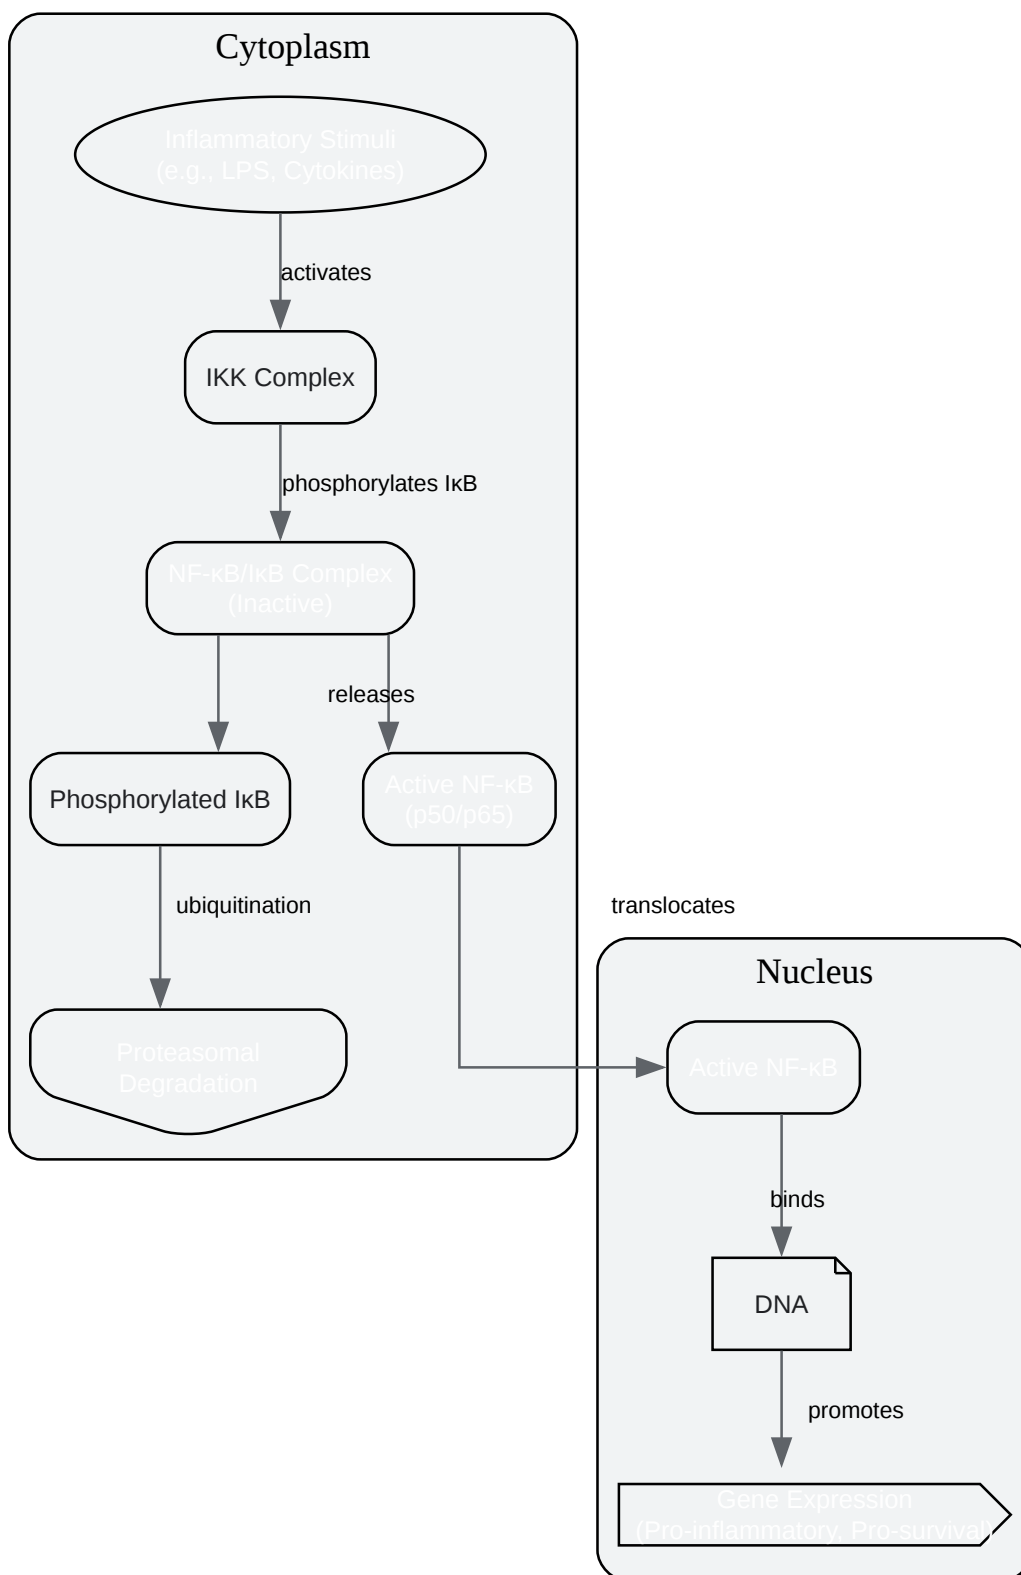 Cytoplasm
Inflammatory Stimuli
(e.g., LPS, Cytokines)
activates
IKK Complex
phosphorylates IκB
NF-κB/IκB Complex
(Inactive)
releases
Phosphorylated IκB
Active NF-κB
(p50/p65)
ubiquitination
translocates
Proteasomal
Degradation
Nucleus
Active NF-κB
binds
DNA
promotes
Gene Expression
(Pro-inflammatory, Pro-survival)